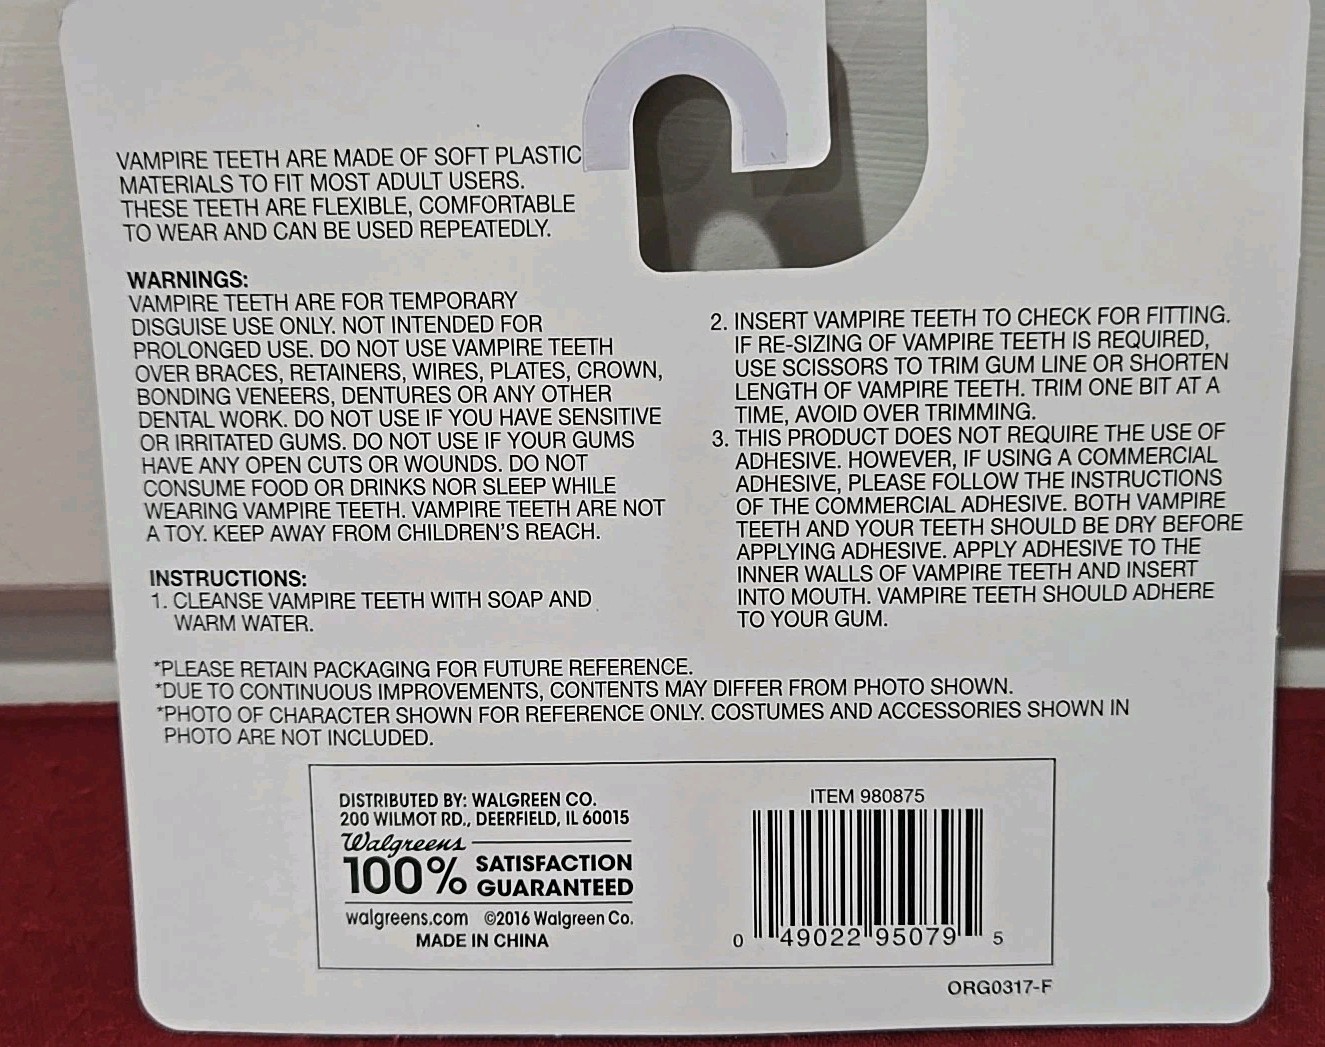 VAMPIRE TEETH ARE MADE OF SOFT PLASTIC
MATERIALS TO FIT MOST ADULT USERS.
THESE TEETH ARE FLEXIBLE, COMFORTABLE
TO WEAR AND CAN BE USED REPEATEDLY.
WARNINGS:
VAMPIRE TEETH ARE FOR TEMPORARY
DISGUISE USE ONLY. NOT INTENDED FOR
PROLONGED USE. DO NOT USE VAMPIRE TEETH
OVER BRACES, RETAINERS, WIRES, PLATES, CROWN,
BONDING VENEERS, DENTURES OR ANY OTHER
DENTAL WORK. DO NOT USE IF YOU HAVE SENSITIVE
OR IRRITATED GUMS. DO NOT USE IF YOUR GUMS
HAVE ANY OPEN CUTS OR WOUNDS. DO NOT
CONSUME FOOD OR DRINKS NOR SLEEP WHILE
WEARING VAMPIRE TEETH. VAMPIRE TEETH ARE NOT
A TOY. KEEP AWAY FROM CHILDREN'S REACH.
INSTRUCTIONS:
1. CLEANSE VAMPIRE TEETH WITH SOAP AND
WARM WATER.
2. INSERT VAMPIRE TEETH TO CHECK FOR FITTING.
IF RE-SIZING OF VAMPIRE TEETH IS REQUIRED,
USE SCISSORS TO TRIM GUM LINE OR SHORTEN
LENGTH OF VAMPIRE TEETH. TRIM ONE BIT AT A
TIME, AVOID OVER TRIMMING.
3. THIS PRODUCT DOES NOT REQUIRE THE USE OF
ADHESIVE. HOWEVER, IF USING A COMMERCIAL
ADHESIVE, PLEASE FOLLOW THE INSTRUCTIONS
OF THE COMMERCIAL ADHESIVE. BOTH VAMPIRE
TEETH AND YOUR TEETH SHOULD BE DRY BEFORE
APPLYING ADHESIVE. APPLY ADHESIVE TO THE
INNER WALLS OF VAMPIRE TEETH AND INSERT
INTO MOUTH. VAMPIRE TEETH SHOULD ADHERE
TO YOUR GUM.
*PLEASE RETAIN PACKAGING FOR FUTURE REFERENCE.
*DUE TO CONTINUOUS IMPROVEMENTS, CONTENTS MAY DIFFER FROM PHOTO SHOWN.
*PHOTO OF CHARACTER SHOWN FOR REFERENCE ONLY. COSTUMES AND ACCESSORIES SHOWN IN
PHOTO ARE NOT INCLUDED.
DISTRIBUTED BY: WALGREEN CO.
200 WILMOT RD., DEERFIELD, IL 60015
Walgreens
100% SATISFACTION
GUARANTEED
walgreens.com ©2016 Walgreen Co.
MADE IN CHINA
ITEM 980875
0 49022 95079 5
ORG0317-F